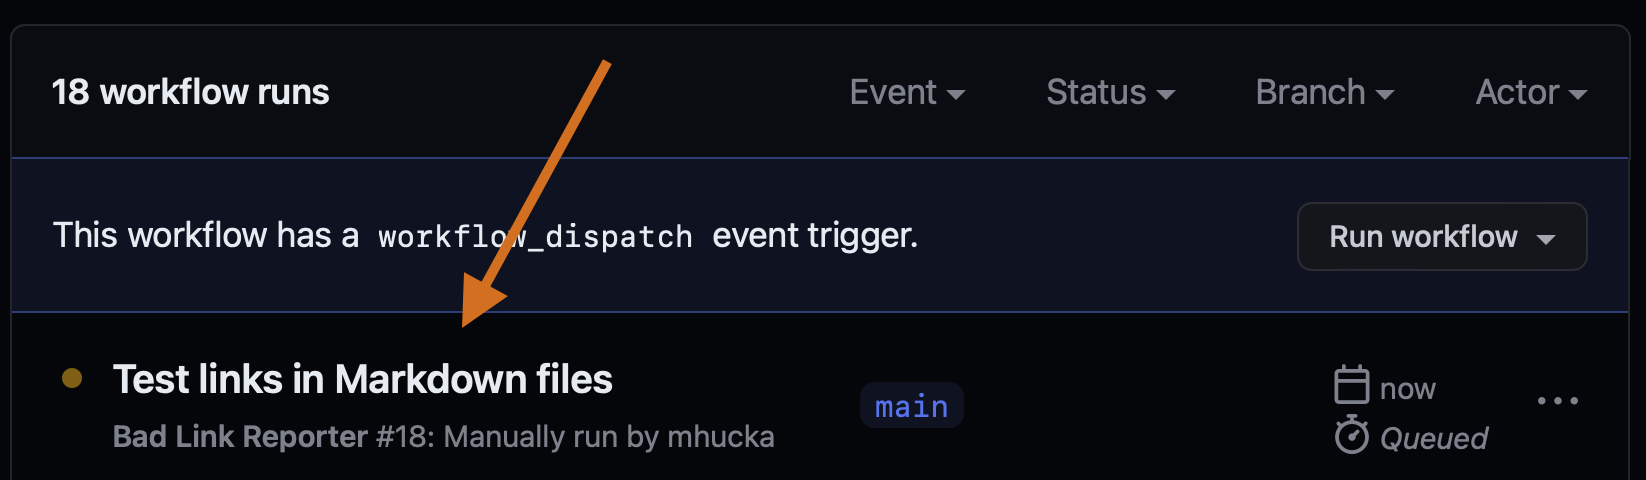 18 workflow runs Event Status Branch Actor
This workflow has a workflow_dispatch event trigger. Run workflow
Test links in Markdown files
Bad Link Reporter #18: Manually run by mhucka
main
now
Queued